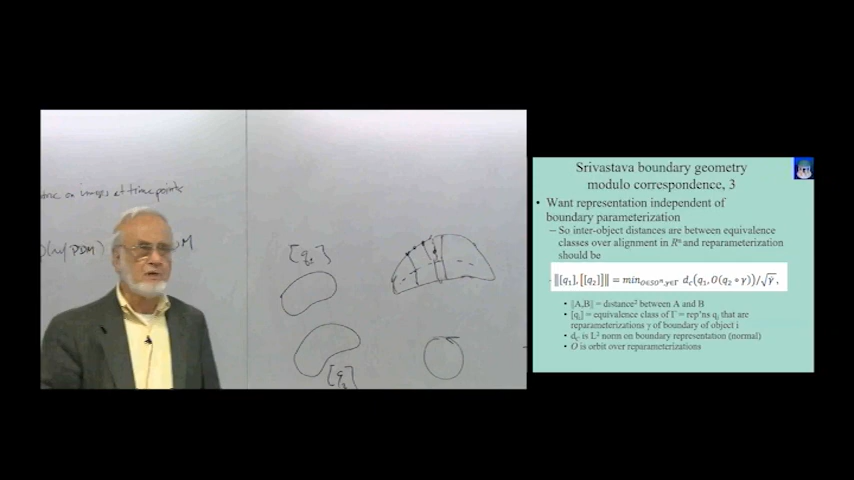 on images at time points
[q₁]
[q₂]
Srivastava boundary geometry
modulo correspondence, 3
• Want representation independent of
boundary parameterization
– So inter-object distances are between equivalence
classes over alignment in Rⁿ and reparameterization
should be
‖[q₁], [[q₂]]‖ = min_{O∈SOⁿ,γ∈Γ} d_c(q₁, O(q₂ ∘ γ))/√γ̇ ,
• ‖A,B‖ = distance² between A and B
• [qᵢ] = equivalence class of Γ = rep'ns qᵢ that are
reparameterizations γ of boundary of object i
• d_c is L² norm on boundary representation (normal)
• O is orbit over reparameterizations